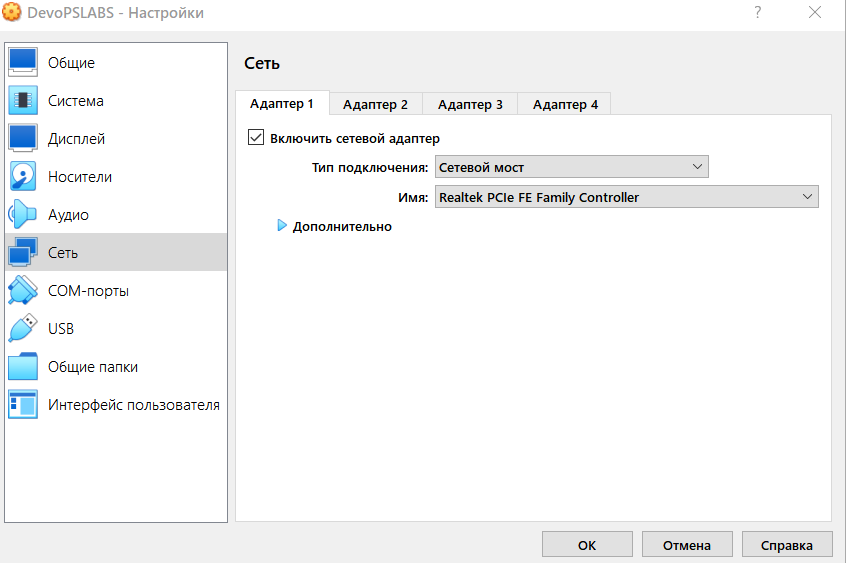 DevoPSLABS - Настройки
?
Общие
Система
Дисплей
Носители
Аудио
Сеть
COM-порты
USB
Общие папки
Интерфейс пользователя
Сеть
Адаптер 1
Адаптер 2
Адаптер 3
Адаптер 4
Включить сетевой адаптер
Тип подключения: Сетевой мост
Имя: Realtek PCIe FE Family Controller
Дополнительно
ОК
Отмена
Справка